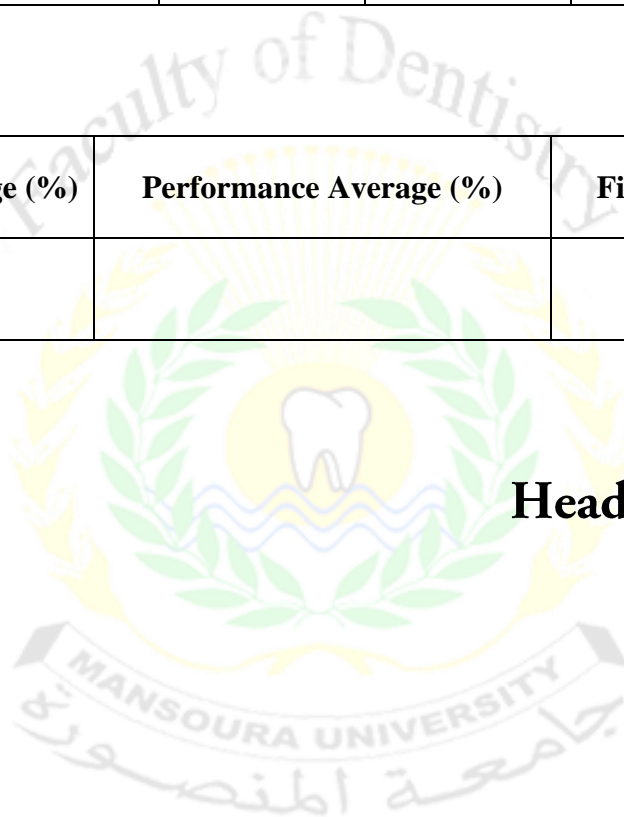 Faculty of Dentistry
ge (%) Performance Average (%) Fi
Head
MANSOURA UNIVERSITY
جامعة المنصورة